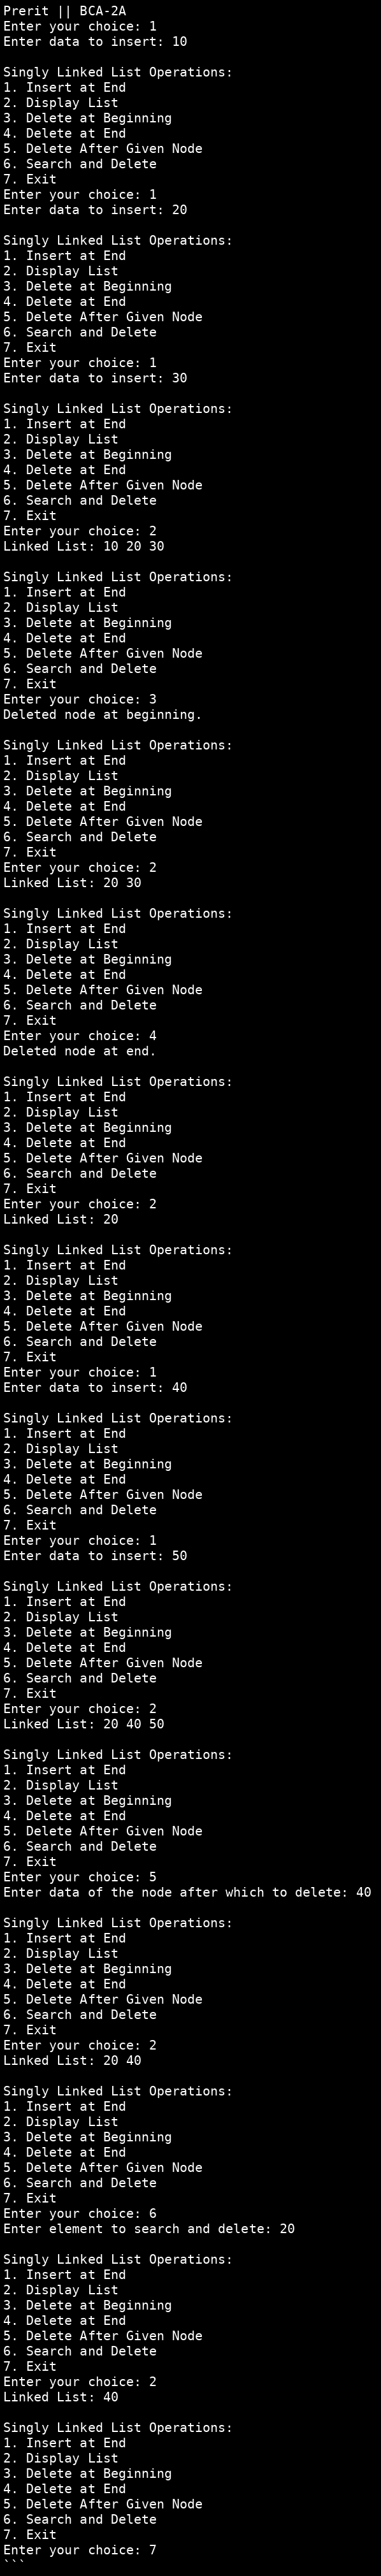 Prerit || BCA-2A
Enter your choice: 1
Enter data to insert: 10

Singly Linked List Operations:
1. Insert at End
2. Display List
3. Delete at Beginning
4. Delete at End
5. Delete After Given Node
6. Search and Delete
7. Exit
Enter your choice: 1
Enter data to insert: 20

Singly Linked List Operations:
1. Insert at End
2. Display List
3. Delete at Beginning
4. Delete at End
5. Delete After Given Node
6. Search and Delete
7. Exit
Enter your choice: 1
Enter data to insert: 30

Singly Linked List Operations:
1. Insert at End
2. Display List
3. Delete at Beginning
4. Delete at End
5. Delete After Given Node
6. Search and Delete
7. Exit
Enter your choice: 2
Linked List: 10 20 30

Singly Linked List Operations:
1. Insert at End
2. Display List
3. Delete at Beginning
4. Delete at End
5. Delete After Given Node
6. Search and Delete
7. Exit
Enter your choice: 3
Deleted node at beginning.

Singly Linked List Operations:
1. Insert at End
2. Display List
3. Delete at Beginning
4. Delete at End
5. Delete After Given Node
6. Search and Delete
7. Exit
Enter your choice: 2
Linked List: 20 30

Singly Linked List Operations:
1. Insert at End
2. Display List
3. Delete at Beginning
4. Delete at End
5. Delete After Given Node
6. Search and Delete
7. Exit
Enter your choice: 4
Deleted node at end.

Singly Linked List Operations:
1. Insert at End
2. Display List
3. Delete at Beginning
4. Delete at End
5. Delete After Given Node
6. Search and Delete
7. Exit
Enter your choice: 2
Linked List: 20

Singly Linked List Operations:
1. Insert at End
2. Display List
3. Delete at Beginning
4. Delete at End
5. Delete After Given Node
6. Search and Delete
7. Exit
Enter your choice: 1
Enter data to insert: 40

Singly Linked List Operations:
1. Insert at End
2. Display List
3. Delete at Beginning
4. Delete at End
5. Delete After Given Node
6. Search and Delete
7. Exit
Enter your choice: 1
Enter data to insert: 50

Singly Linked List Operations:
1. Insert at End
2. Display List
3. Delete at Beginning
4. Delete at End
5. Delete After Given Node
6. Search and Delete
7. Exit
Enter your choice: 2
Linked List: 20 40 50

Singly Linked List Operations:
1. Insert at End
2. Display List
3. Delete at Beginning
4. Delete at End
5. Delete After Given Node
6. Search and Delete
7. Exit
Enter your choice: 5
Enter data of the node after which to delete: 40

Singly Linked List Operations:
1. Insert at End
2. Display List
3. Delete at Beginning
4. Delete at End
5. Delete After Given Node
6. Search and Delete
7. Exit
Enter your choice: 2
Linked List: 20 40

Singly Linked List Operations:
1. Insert at End
2. Display List
3. Delete at Beginning
4. Delete at End
5. Delete After Given Node
6. Search and Delete
7. Exit
Enter your choice: 6
Enter element to search and delete: 20

Singly Linked List Operations:
1. Insert at End
2. Display List
3. Delete at Beginning
4. Delete at End
5. Delete After Given Node
6. Search and Delete
7. Exit
Enter your choice: 2
Linked List: 40

Singly Linked List Operations:
1. Insert at End
2. Display List
3. Delete at Beginning
4. Delete at End
5. Delete After Given Node
6. Search and Delete
7. Exit
Enter your choice: 7
```